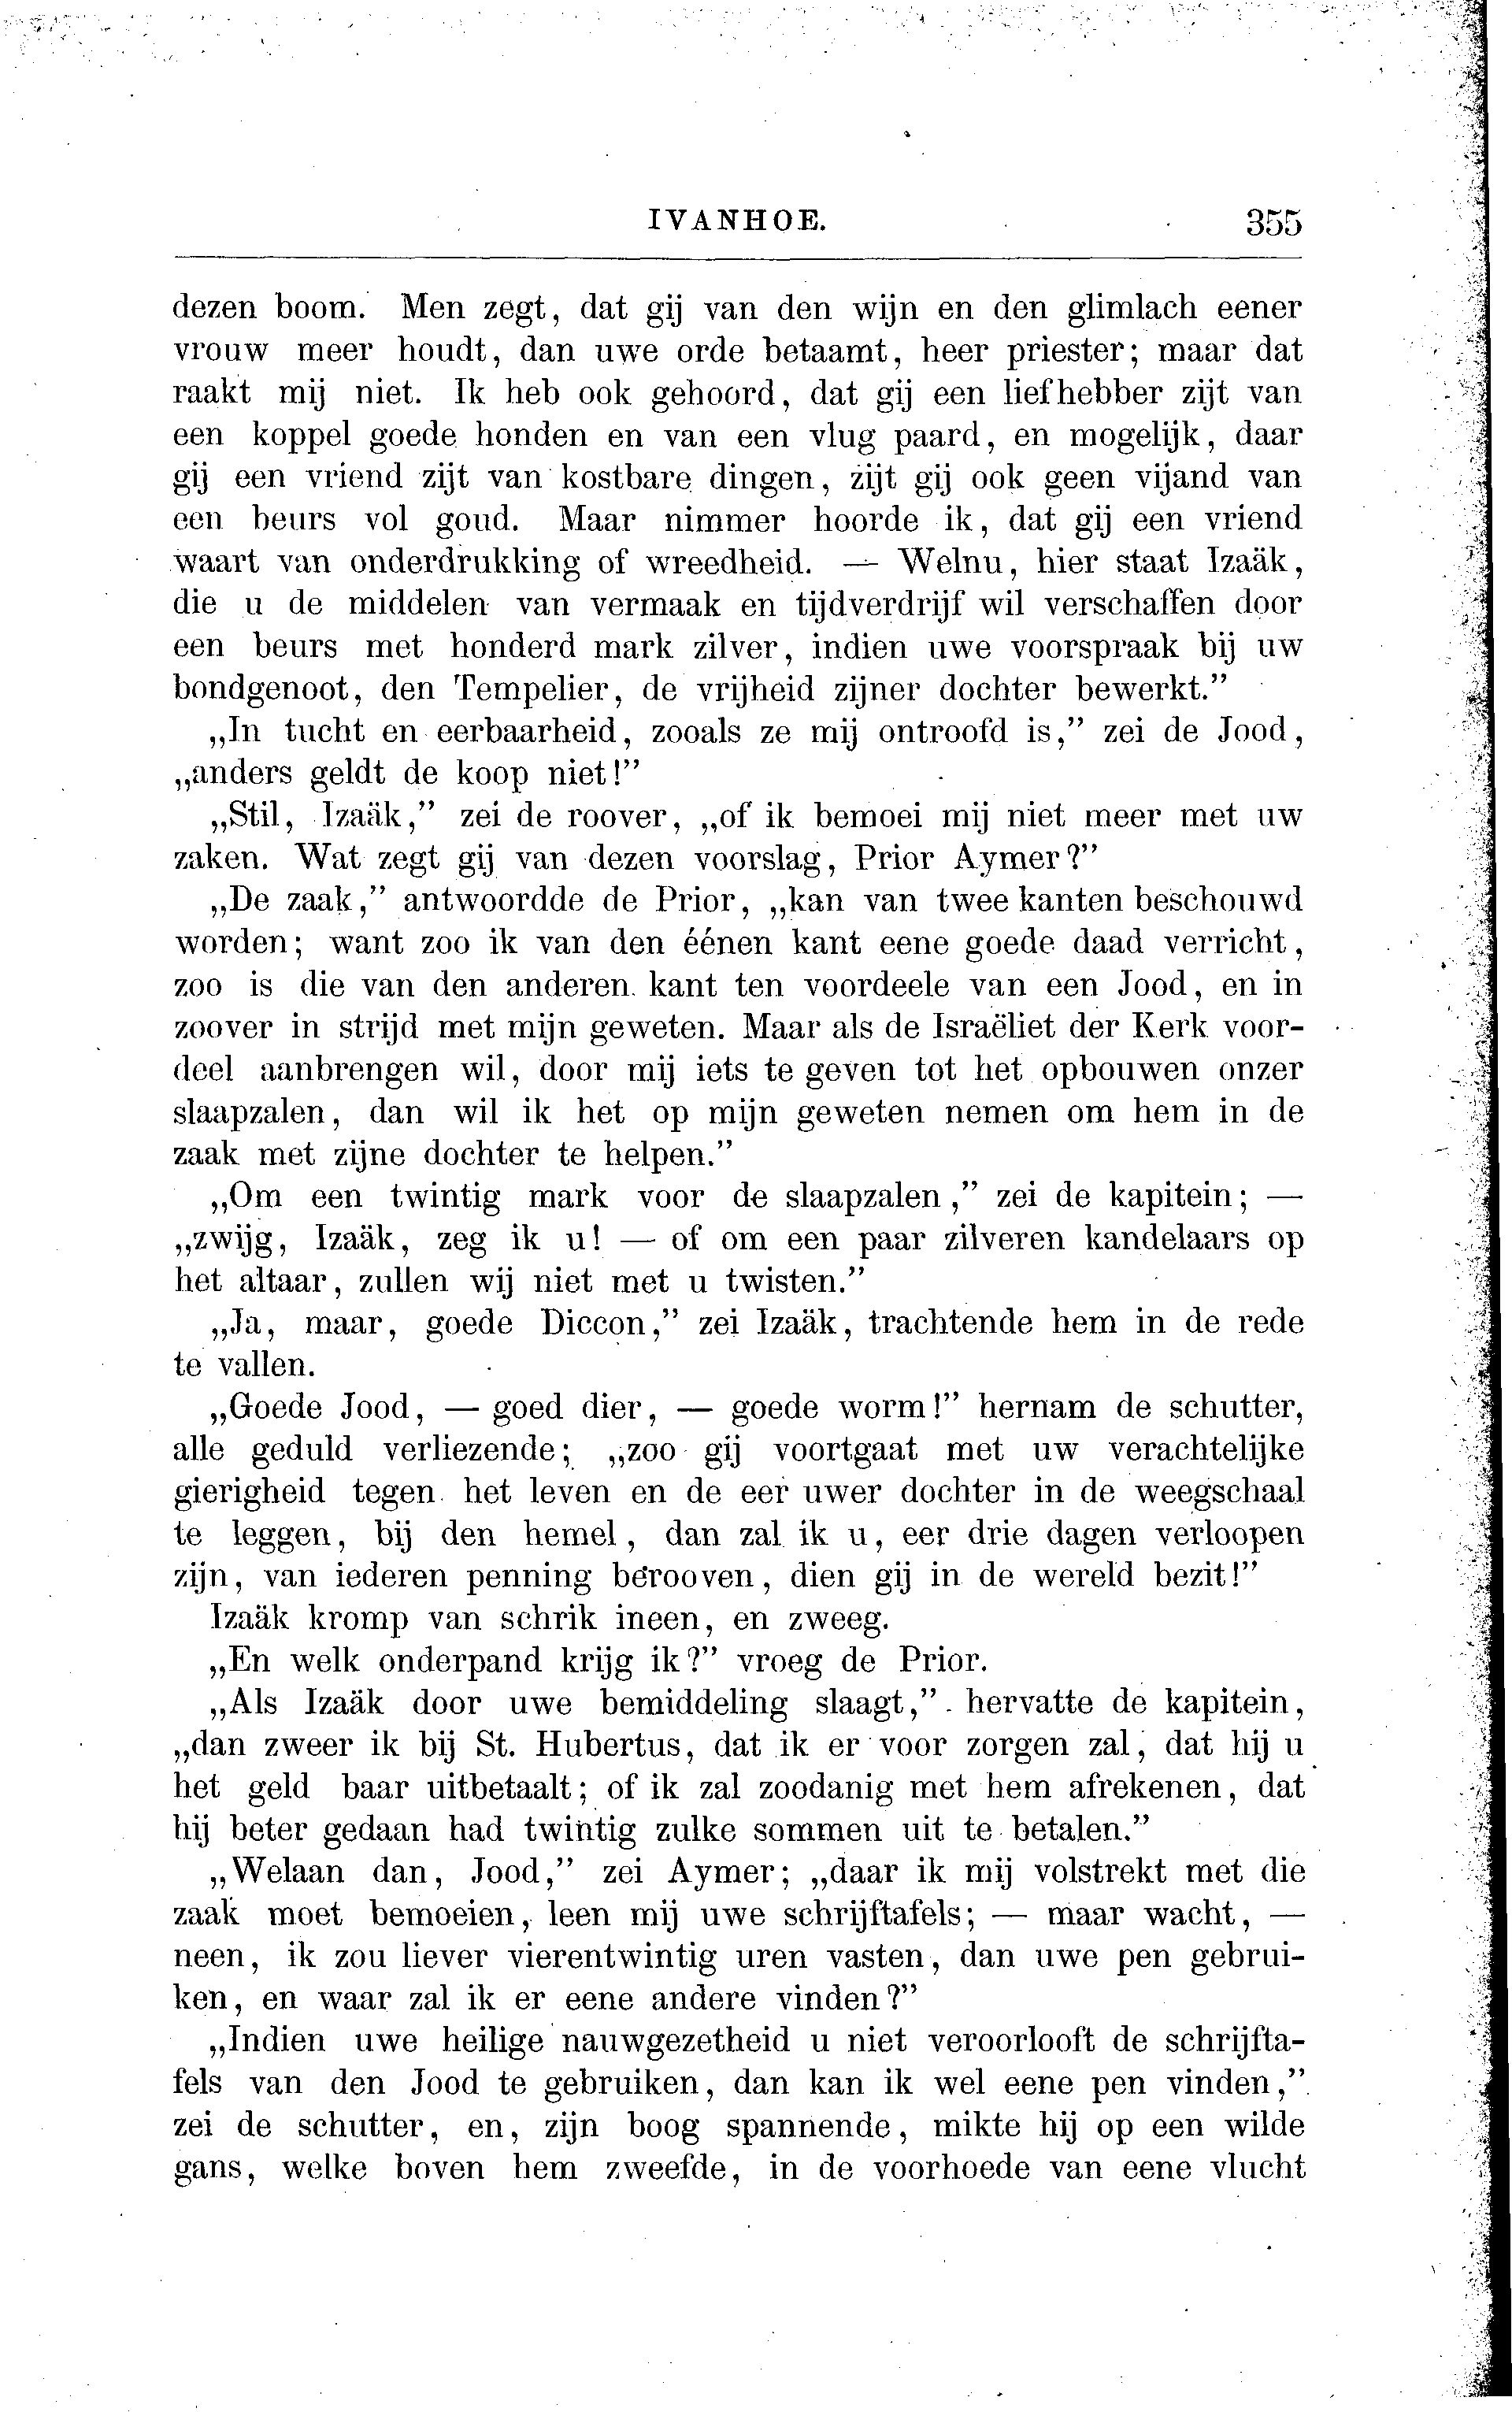 IVANHOE. 355
dezen boom. Men zegt, dat gij van den wijn en den glimlach eener
vrouw meer houdt, dan uwe orde betaamt, heer priester; maar dat
raakt mij niet. Ik heb ook gehoord, dat gij een liefhebber zijt van
een koppel goede honden en van een vlug paard, en mogelijk, daar
gij een vriend zijt van kostbare dingen, zijt gij ook geen vijand van
een beurs vol goud. Maar nimmer hoorde ik, dat gij een vriend
waart van onderdrukking of wreedheid. — Welnu, hier staat Izaäk,
die u de middelen van vermaak en tijdverdrijf wil verschaffen door
een beurs met honderd mark zilver, indien uwe voorspraak bij uw
bondgenoot, den Tempelier, de vrijheid zijner dochter bewerkt.”
„In tucht en eerbaarheid, zooals ze mij ontroofd is,” zei de Jood,
„anders geldt de koop niet!”
„Stil, Izaäk,” zei de roover, „of ik bemoei mij niet meer met uw
zaken. Wat zegt gij van dezen voorslag, Prior Aymer?”
„De zaak,” antwoordde de Prior, „kan van twee kanten beschouwd
worden; want zoo ik van den éénen kant eene goede daad verricht,
zoo is die van den anderen kant ten voordeele van een Jood, en in
zoover in strijd met mijn geweten. Maar als de Israëliet der Kerk voor-
deel aanbrengen wil, door mij iets te geven tot het opbouwen onzer
slaapzalen, dan wil ik het op mijn geweten nemen om hem in de
zaak met zijne dochter te helpen.”
„Om een twintig mark voor de slaapzalen,” zei de kapitein; —
„zwijg, Izaäk, zeg ik u! — of om een paar zilveren kandelaars op
het altaar, zullen wij niet met u twisten.”
„Ja, maar, goede Diccon,” zei Izaäk, trachtende hem in de rede
te vallen.
„Goede Jood, — goed dier, — goede worm!” hernam de schutter,
alle geduld verliezende; „zoo gij voortgaat met uw verachtelijke
gierigheid tegen het leven en de eer uwer dochter in de weegschaal
te leggen, bij den hemel, dan zal ik u, eer drie dagen verloopen
zijn, van iederen penning berooven, dien gij in de wereld bezit!”
Izaäk kromp van schrik ineen, en zweeg.
„En welk onderpand krijg ik?” vroeg de Prior.
„Als Izaäk door uwe bemiddeling slaagt,” hervatte de kapitein,
„dan zweer ik bij St. Hubertus, dat ik er voor zorgen zal, dat hij u
het geld baar uitbetaalt; of ik zal zoodanig met hem afrekenen, dat
hij beter gedaan had twintig zulke sommen uit te betalen.”
„Welaan dan, Jood,” zei Aymer; „daar ik mij volstrekt met die
zaak moet bemoeien, leen mij uwe schrijftafels; — maar wacht, —
neen, ik zou liever vierentwintig uren vasten, dan uwe pen gebrui-
ken, en waar zal ik er eene andere vinden?”
„Indien uwe heilige nauwgezetheid u niet veroorlooft de schrijfta-
fels van den Jood te gebruiken, dan kan ik wel eene pen vinden,”
zei de schutter, en, zijn boog spannende, mikte hij op een wilde
gans, welke boven hem zweefde, in de voorhoede van eene vlucht